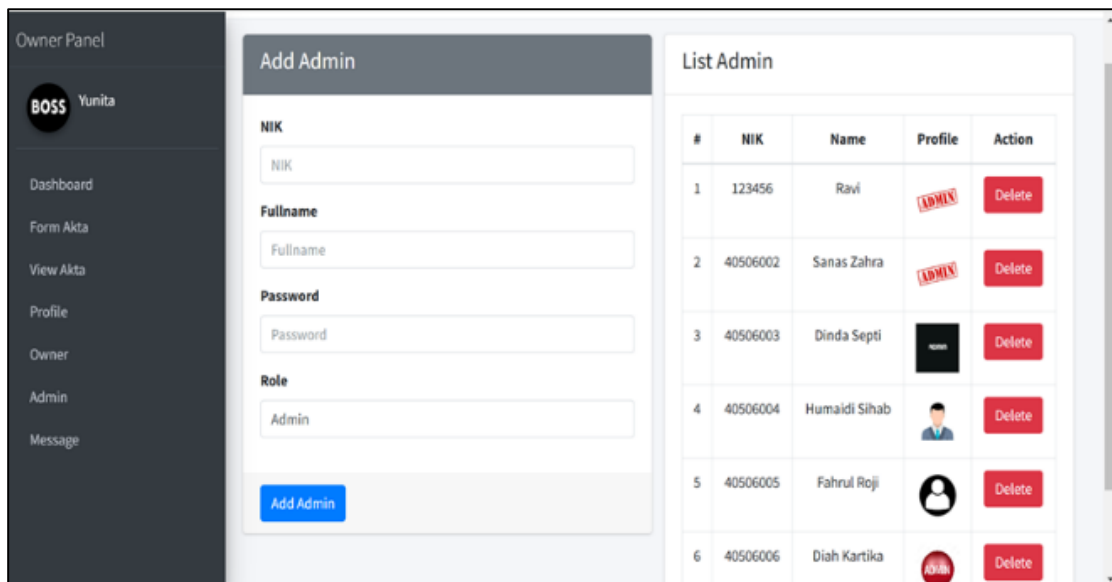 Owner Panel
BOSS Yunita
Dashboard
Form Akta
View Akta
Profile
Owner
Admin
Message
Add Admin
NIK
NIK
Fullname
Fullname
Password
Password
Role
Admin
Add Admin
List Admin
# NIK Name Profile Action
1 123456 Ravi ADMIN Delete
2 40506002 Sanas Zahra ADMIN Delete
3 40506003 Dinda Septi Delete
4 40506004 Humaidi Sihab Delete
5 40506005 Fahrul Roji Delete
6 40506006 Diah Kartika ADMIN Delete